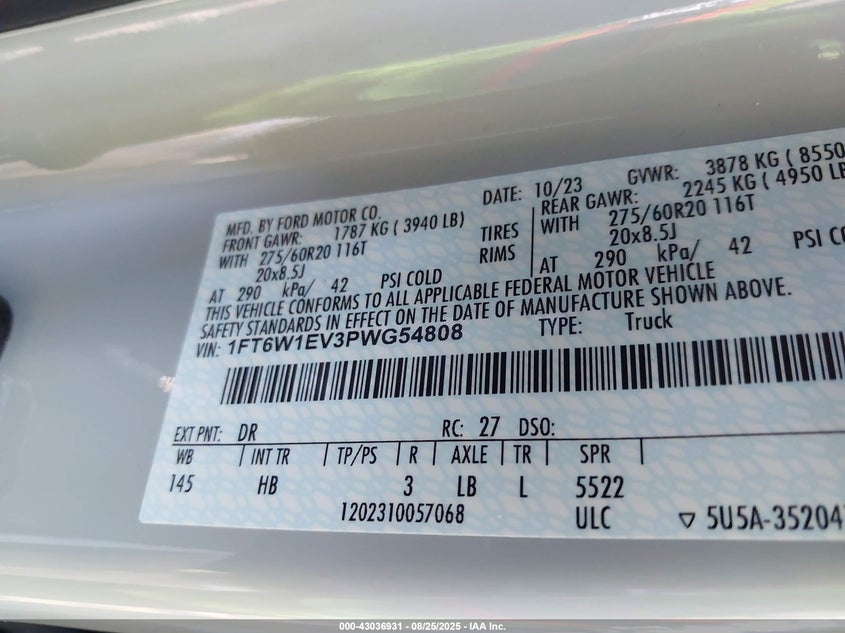 MFD. BY FORD MOTOR CO.
DATE: 10/23 GVWR: 3878 KG ( 8550
FRONT GAWR: 1787 KG ( 3940 LB)
REAR GAWR: 2245 KG ( 4950 LB
WITH 275/60R20 116T TIRES WITH 275/60R20 116T
20x8.5J RIMS 20x8.5J
AT 290 kPa/ 42 PSI COLD AT 290 kPa/ 42 PSI CO
THIS VEHICLE CONFORMS TO ALL APPLICABLE FEDERAL MOTOR VEHICLE
SAFETY STANDARDS IN EFFECT ON THE DATE OF MANUFACTURE SHOWN ABOVE.
VIN: 1FT6W1EV3PWG54808 TYPE: Truck
EXT PNT: DR RC: 27 DSO:
WB INT TR TP/PS R AXLE TR SPR
145 HB 3 LB L 5522
1202310057068 ULC 5U5A-35204
000-43036931 - 08/25/2025 - IAA Inc.